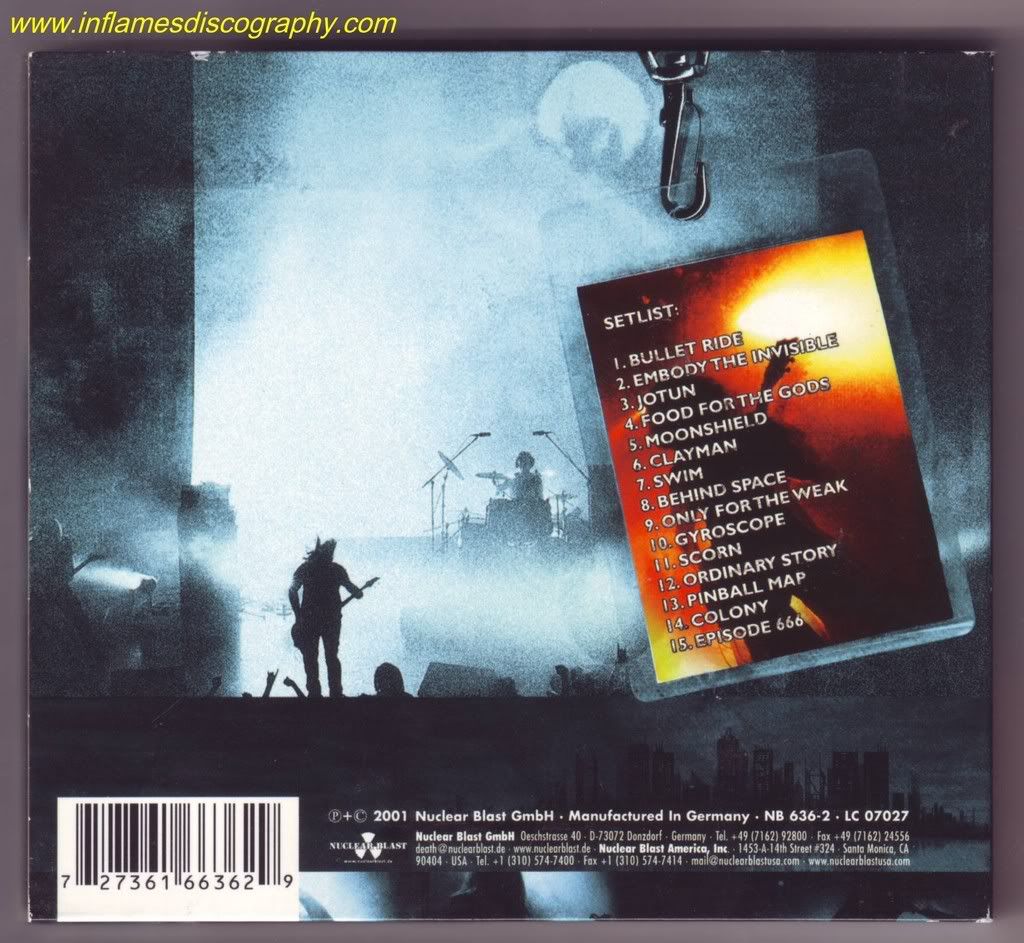 www.inflamesdiscography.com
SETLIST:
1. BULLET RIDE
2. EMBODY THE INVISIBLE
3. JOTUN
4. FOOD FOR THE GODS
5. MOONSHIELD
6. CLAYMAN
7. SWIM
8. BEHIND SPACE
9. ONLY FOR THE WEAK
10. GYROSCOPE
11. SCORN
12. ORDINARY STORY
13. PINBALL MAP
14. COLONY
15. EPISODE 666
℗+© 2001 Nuclear Blast GmbH · Manufactured In Germany · NB 636-2 · LC 07027
NUCLEAR BLAST
www.nuclearblast.de
Nuclear Blast GmbH Oeschstrasse 40 · D-73072 Donzdorf · Germany · Tel. +49 (7162) 92800 · Fax +49 (7162) 24556
death@nuclearblast.de · www.nuclearblast.de · Nuclear Blast America, Inc. · 1453-A-14th Street #324 · Santa Monica, CA
90404 · USA · Tel. +1 (310) 574-7400 · Fax +1 (310) 574-7414 · mail@nuclearblastusa.com · www.nuclearblastusa.com
7 27361 66362 9